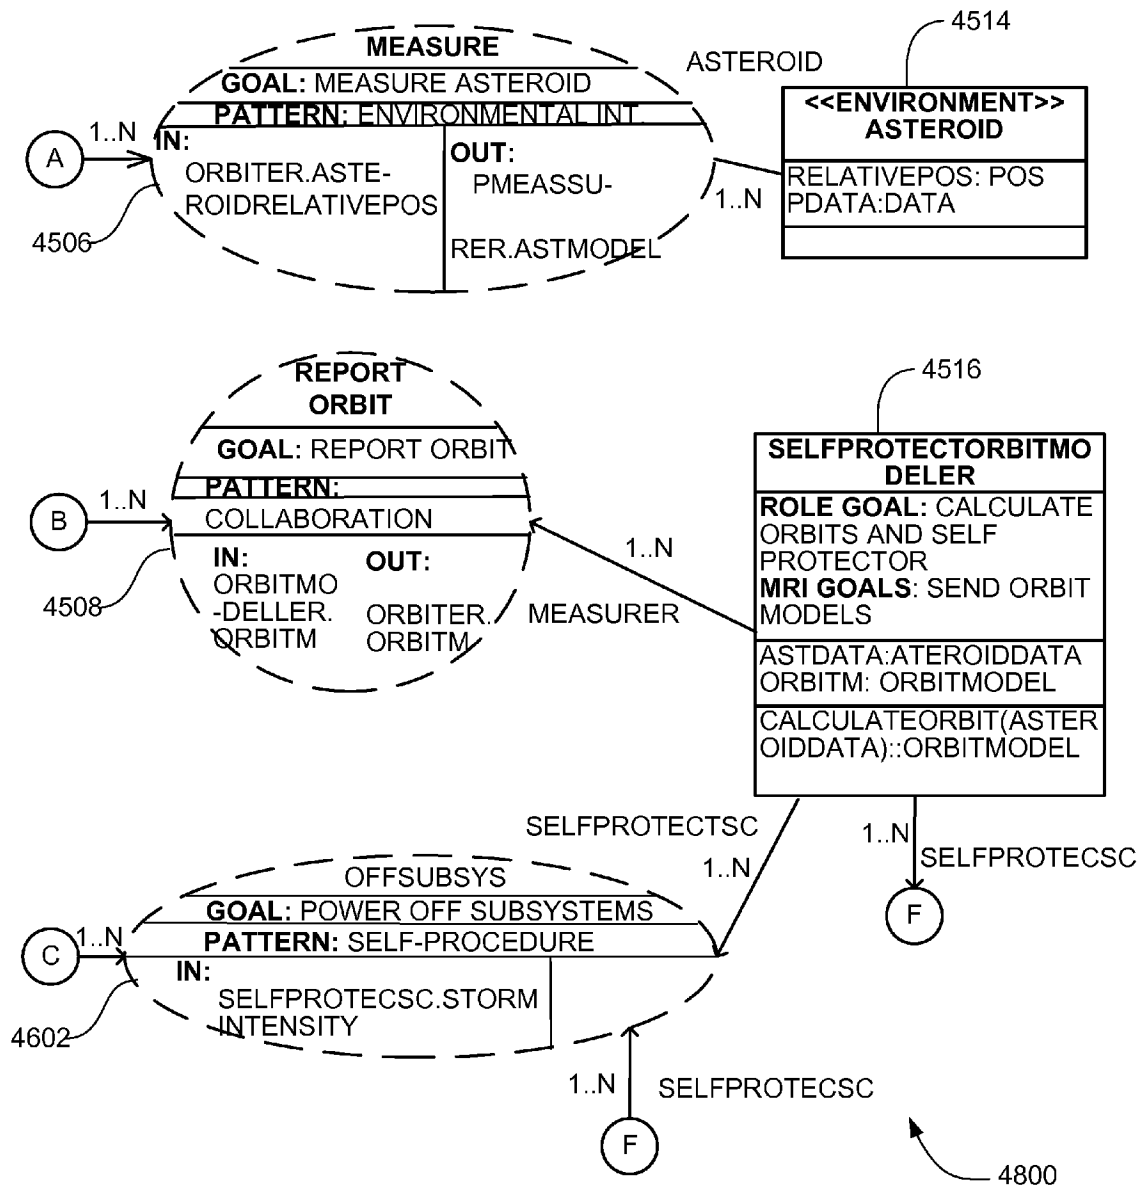 4514
MEASURE
ASTEROID
GOAL: MEASURE ASTEROID
<<ENVIRONMENT>>
ASTEROID
PATTERN: ENVIRONMENTAL INT.
1..N
A
IN:
ORBITER.ASTE-
ROIDRELATIVEPOS
OUT:
PMEASSU-
RER.ASTMODEL
1..N
RELATIVEPOS: POS
PDATA:DATA
4506
4516
REPORT
ORBIT
GOAL: REPORT ORBIT
PATTERN:
COLLABORATION
B
1..N
IN:
ORBITMO
-DELLER.
ORBITM
OUT:
ORBITER.
ORBITM
4508
1..N
MEASURER
SELFPROTECTORBITMO
DELER
ROLE GOAL: CALCULATE
ORBITS AND SELF
PROTECTOR
MRI GOALS: SEND ORBIT
MODELS
ASTDATA:ATEROIDDATA
ORBITM: ORBITMODEL
CALCULATEORBIT(ASTER
OIDDATA)::ORBITMODEL
SELFPROTECTSC
1..N
1..N
SELFPROTECSC
F
OFFSUBSYS
GOAL: POWER OFF SUBSYSTEMS
PATTERN: SELF-PROCEDURE
C
1..N
IN:
SELFPROTECSC.STORM
INTENSITY
4602
1..N
SELFPROTECSC
F
4800